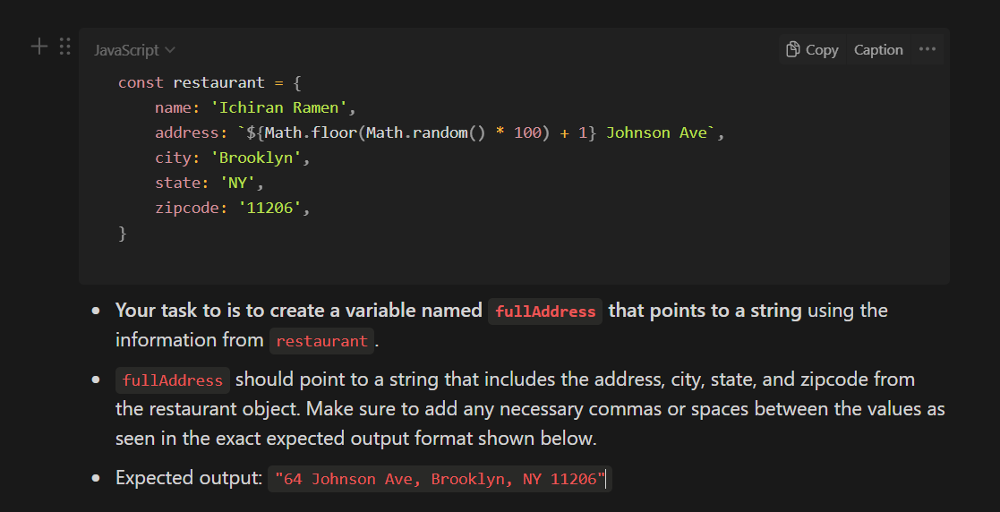 JavaScript
Copy Caption
const restaurant = {
    name: 'Ichiran Ramen',
    address: `${Math.floor(Math.random() * 100) + 1} Johnson Ave`,
    city: 'Brooklyn',
    state: 'NY',
    zipcode: '11206',
}
• Your task to is to create a variable named fullAddress that points to a string using the
information from restaurant.
• fullAddress should point to a string that includes the address, city, state, and zipcode from
the restaurant object. Make sure to add any necessary commas or spaces between the values as
seen in the exact expected output format shown below.
• Expected output: "64 Johnson Ave, Brooklyn, NY 11206"